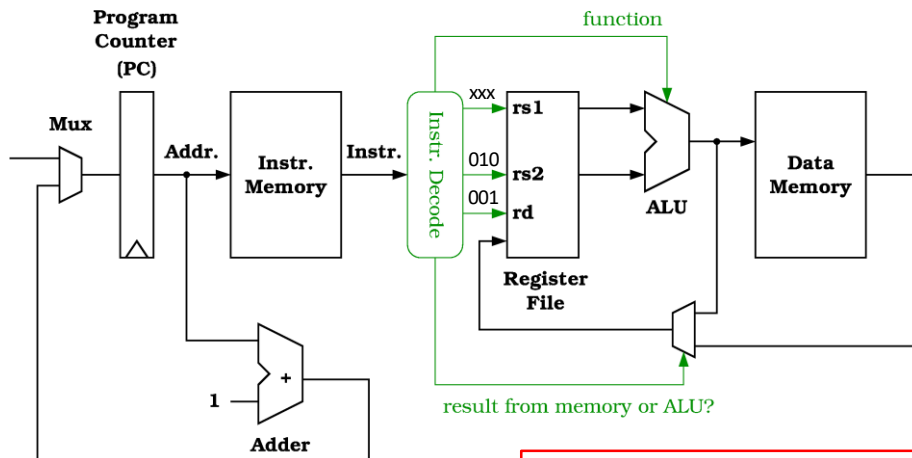 Program
Counter
(PC)
function
Mux
Addr.
Instr.
Memory
Instr.
Instr. Decode
xxx
rs1
010
rs2
001
rd
Register
File
ALU
Data
Memory
1
+
Adder
result from memory or ALU?